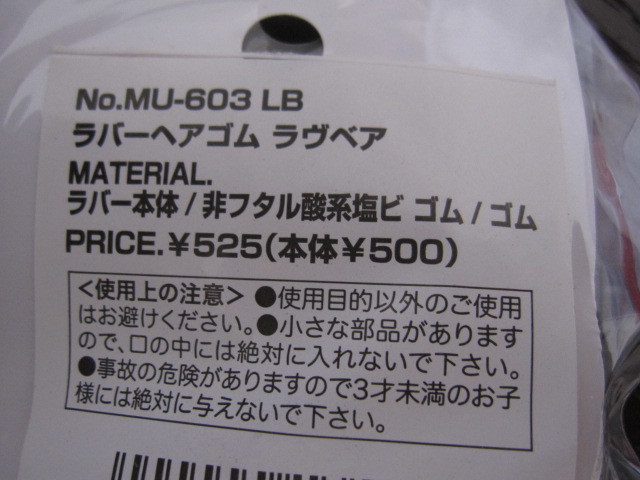 No.MU-603 LB
ラバーヘアゴム ラヴベア
MATERIAL.
ラバー本体/非フタル酸系塩ビ ゴム/ゴム
PRICE.¥525(本体¥500)
<使用上の注意>●使用目的以外のご使用
はお避けください。●小さな部品があります
ので、口の中には絶対に入れないで下さい。
●事故の危険がありますので3才未満のお子
様には絶対に与えないで下さい。